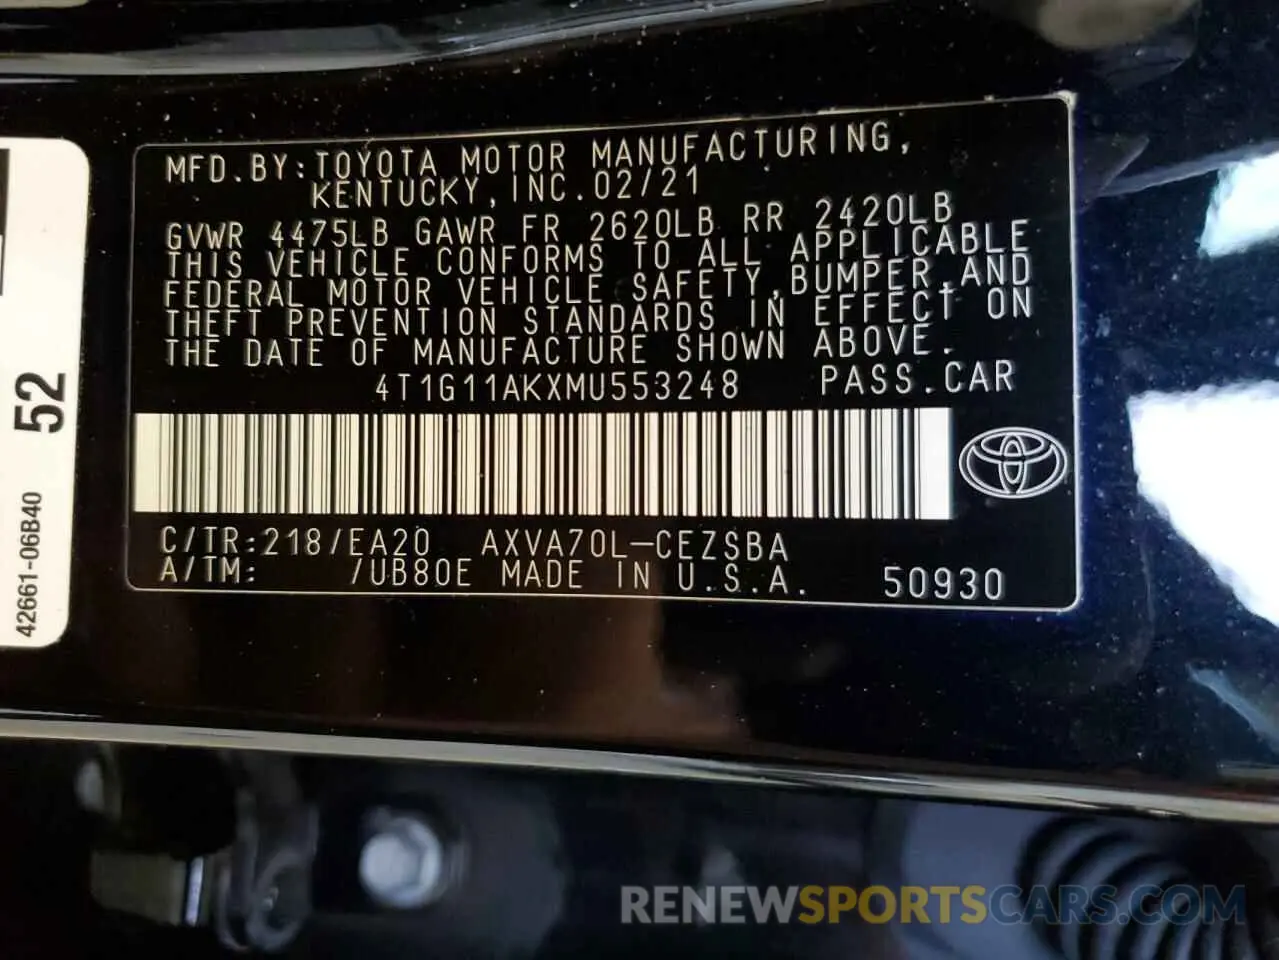 MFD.BY:TOYOTA MOTOR MANUFACTURING,
KENTUCKY,INC.02/21
GVWR 4475LB GAWR FR 2620LB RR 2420LB
THIS VEHICLE CONFORMS TO ALL APPLICABLE
FEDERAL MOTOR VEHICLE SAFETY,BUMPER,AND
THEFT PREVENTION STANDARDS IN EFFECT ON
THE DATE OF MANUFACTURE SHOWN ABOVE.
4T1G11AKXMU553248 PASS.CAR
C/TR:218/EA20 AXVA70L-CEZSBA
A/TM: /UB80E MADE IN U.S.A. 50930
52
42661-06B40
RENEWSPORTSCARS.COM